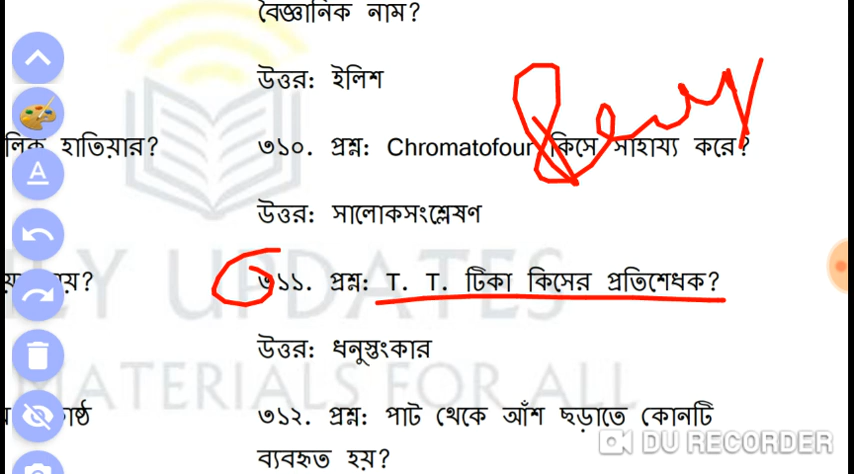 বৈজ্ঞানিক নাম?
উত্তর: ইলিশ
হাতিয়ার?
৩১০. প্রশ্ন: Chromatofour কিসে সাহায্য করে?
উত্তর: সালোকসংশ্লেষণ
৩১১. প্রশ্ন: T. T. টিকা কিসের প্রতিশেধক?
UPDATES
উত্তর: ধনুস্তংকার
MATERIALS FOR ALL
৩১২. প্রশ্ন: পাট থেকে আঁশ ছড়াতে কোনটি
ব্যবহৃত হয়?
DU RECORDER